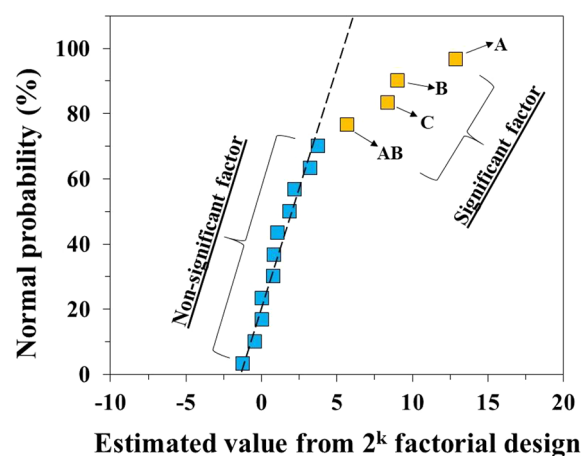 Normal probability (%)
100
80
60
40
20
0
-10
-5
0
5
10
15
20
Estimated value from 2ᵏ factorial design
Non-significant factor
Significant factor
A
B
C
AB